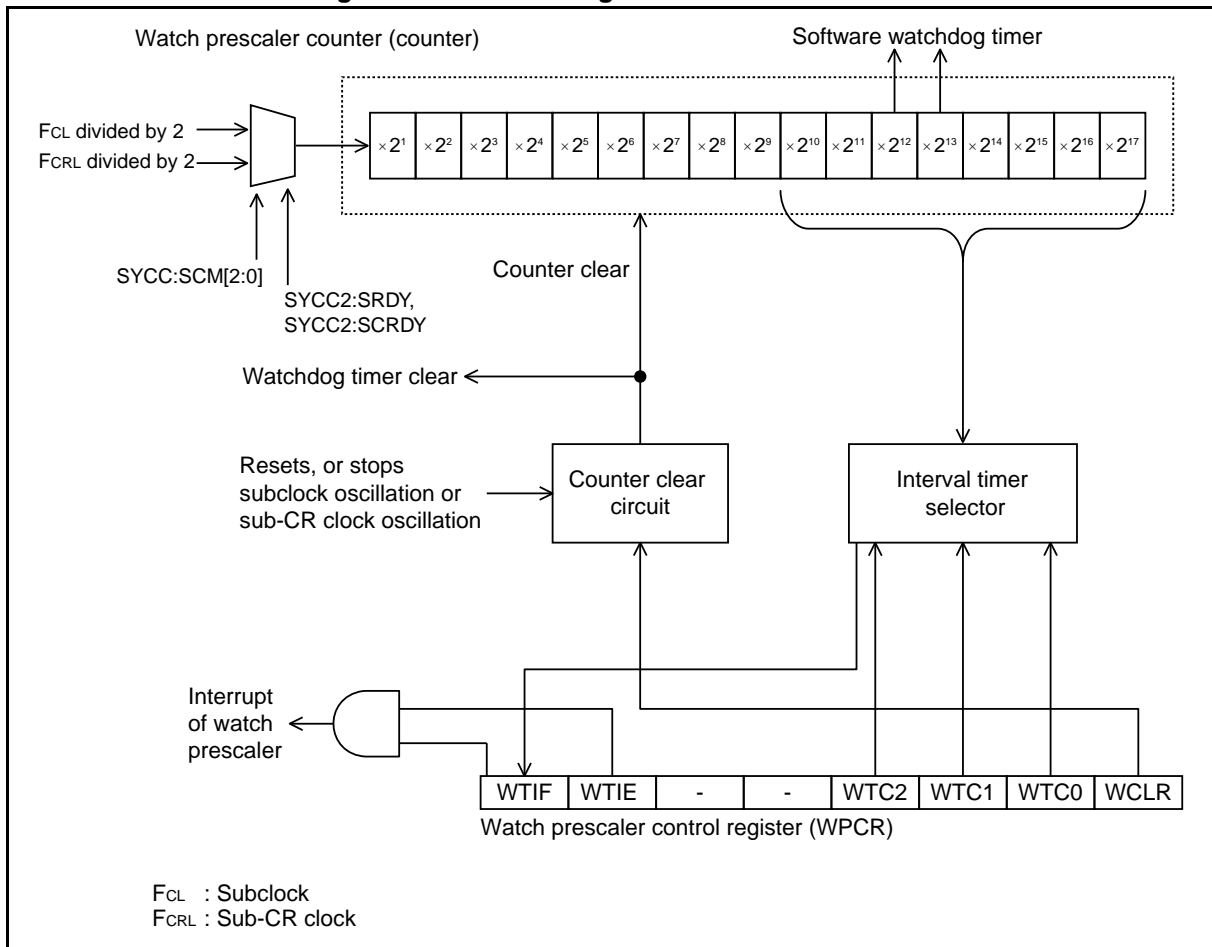 Watch prescaler counter (counter)
Software watchdog timer
FCL divided by 2
FCRL divided by 2
×2¹ ×2² ×2³ ×2⁴ ×2⁵ ×2⁶ ×2⁷ ×2⁸ ×2⁹ ×2¹⁰ ×2¹¹ ×2¹² ×2¹³ ×2¹⁴ ×2¹⁵ ×2¹⁶ ×2¹⁷
SYCC:SCM[2:0]
SYCC2:SRDY,
SYCC2:SCRDY
Counter clear
Watchdog timer clear
Resets, or stops
subclock oscillation or
sub-CR clock oscillation
Counter clear
circuit
Interval timer
selector
Interrupt
of watch
prescaler
WTIF WTIE - - WTC2 WTC1 WTC0 WCLR
Watch prescaler control register (WPCR)
FCL : Subclock
FCRL : Sub-CR clock